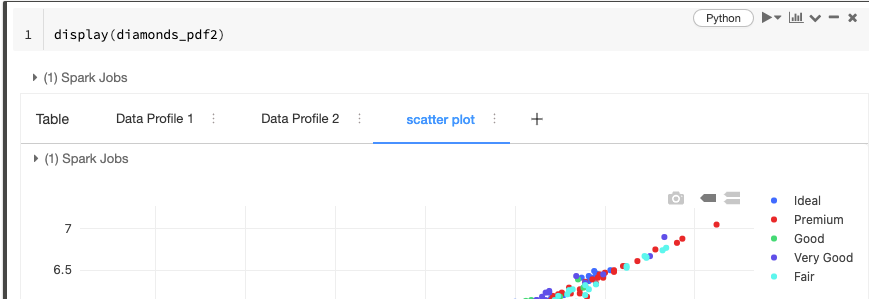 Python
1 display(diamonds_pdf2)
(1) Spark Jobs
Table Data Profile 1 Data Profile 2 scatter plot +
(1) Spark Jobs
Ideal
Premium
Good
Very Good
Fair
7
6.5